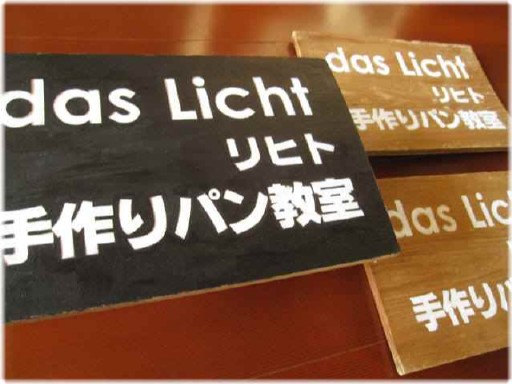 das Licht
リヒト
手作りパン教室
das Licht
リヒト
手作りパン教室
das Lic
手作りパ